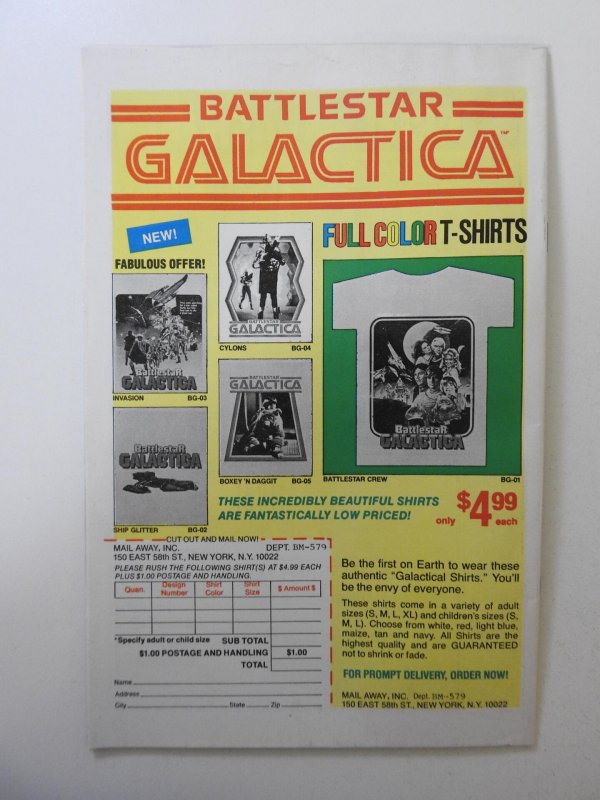 BATTLESTAR
GALACTICA™
NEW!
FABULOUS OFFER!
FULL COLOR T-SHIRTS
BATTLESTAR
GALACTICA
CYLONS BG-04
Battlestar
GALACTICA
INVASION BG-03
BATTLESTAR
GALACTICA
BOXEY 'N DAGGIT BG-05
Battlestar
GALACTICA
SHIP GLITTER BG-02
Battlestar
GALACTICA
BATTLESTAR CREW BG-01
THESE INCREDIBLY BEAUTIFUL SHIRTS
ARE FANTASTICALLY LOW PRICED!
only $4.99 each
CUT OUT AND MAIL NOW!
MAIL AWAY, INC. DEPT. BM-579
150 EAST 58th ST., NEW YORK, N.Y. 10022
PLEASE RUSH THE FOLLOWING SHIRT(S) AT $4.99 EACH
PLUS $1.00 POSTAGE AND HANDLING.
Quan. Design Number Shirt Color Shirt Size $ Amount $
*Specify adult or child size SUB TOTAL
$1.00 POSTAGE AND HANDLING $1.00
TOTAL
Name
Address
City State Zip
Be the first on Earth to wear these
authentic "Galactical Shirts." You'll
be the envy of everyone.
These shirts come in a variety of adult
sizes (S, M, L, XL) and children's sizes (S,
M, L). Choose from white, red, light blue,
maize, tan and navy. All Shirts are the
highest quality and are GUARANTEED
not to shrink or fade.
FOR PROMPT DELIVERY, ORDER NOW!
MAIL AWAY, INC. Dept. BM-579
150 EAST 58th ST., NEW YORK, N.Y. 10022